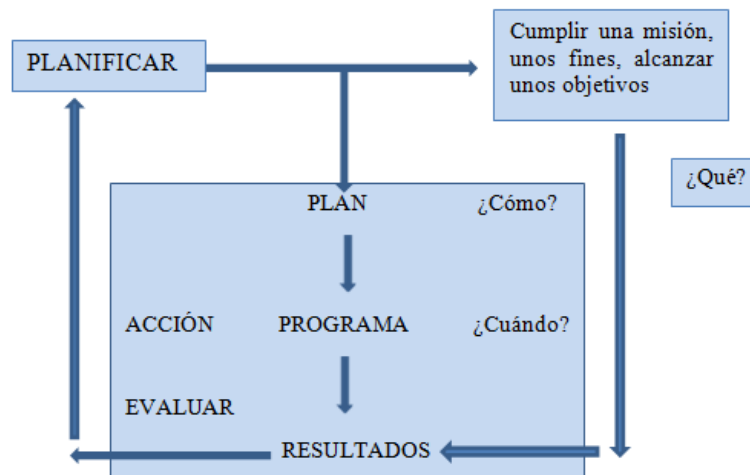 PLANIFICAR
Cumplir una misión,
unos fines, alcanzar
unos objetivos
¿Qué?
PLAN ¿Cómo?
ACCIÓN PROGRAMA ¿Cuándo?
EVALUAR
RESULTADOS